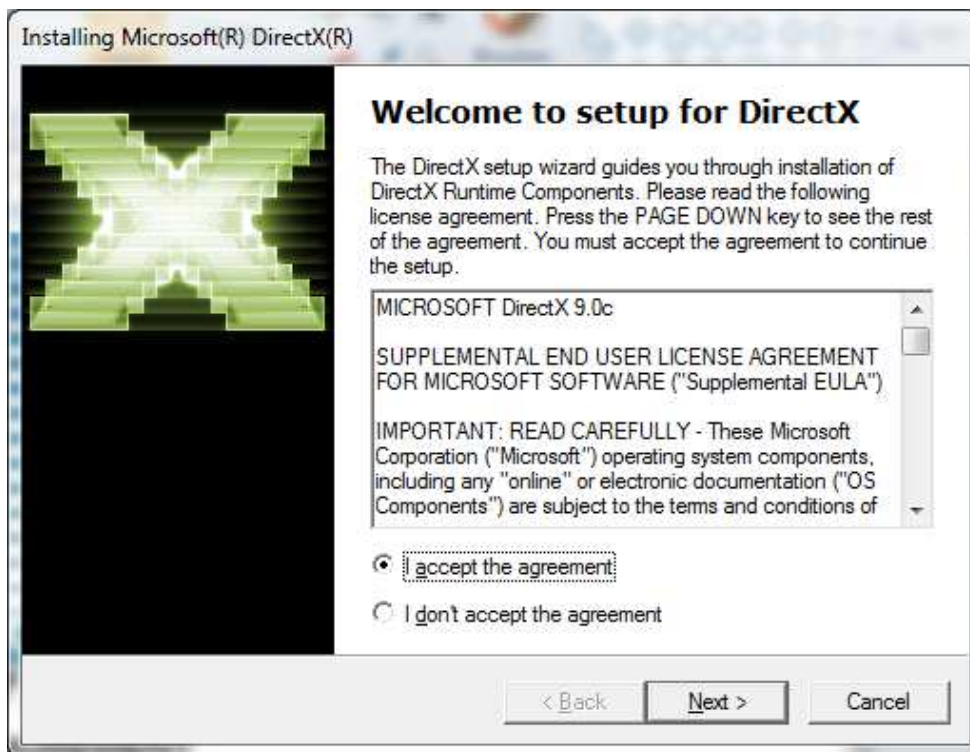 Installing Microsoft(R) DirectX(R)
Welcome to setup for DirectX
The DirectX setup wizard guides you through installation of
DirectX Runtime Components. Please read the following
license agreement. Press the PAGE DOWN key to see the rest
of the agreement. You must accept the agreement to continue
the setup.
MICROSOFT DirectX 9.0c
SUPPLEMENTAL END USER LICENSE AGREEMENT
FOR MICROSOFT SOFTWARE ("Supplemental EULA")
IMPORTANT: READ CAREFULLY - These Microsoft
Corporation ("Microsoft") operating system components,
including any "online" or electronic documentation ("OS
Components") are subject to the terms and conditions of
I accept the agreement
I don't accept the agreement
< Back Next > Cancel